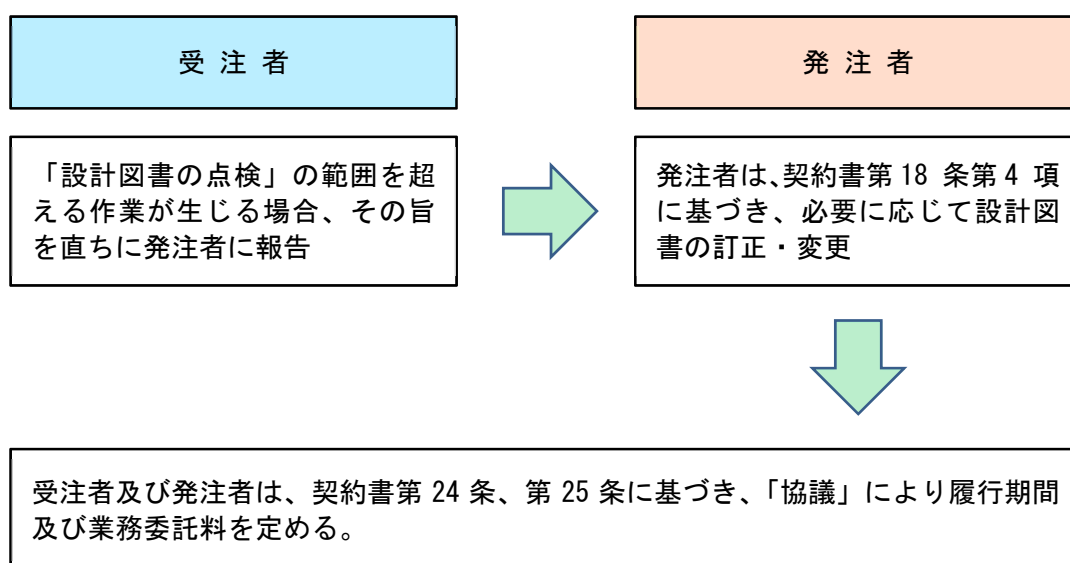 受 注 者
発 注 者
「設計図書の点検」の範囲を超
える作業が生じる場合、その旨
を直ちに発注者に報告
発注者は、契約書第 18 条第 4 項
に基づき、必要に応じて設計図
書の訂正・変更
受注者及び発注者は、契約書第 24 条、第 25 条に基づき、「協議」により履行期間
及び業務委託料を定める。